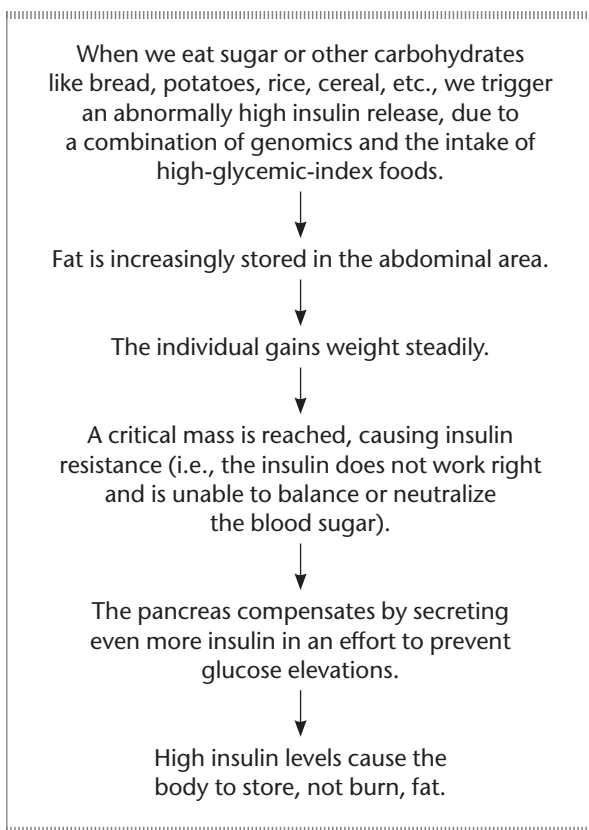 When we eat sugar or other carbohydrates
like bread, potatoes, rice, cereal, etc., we trigger
an abnormally high insulin release, due to
a combination of genomics and the intake of
high-glycemic-index foods.
Fat is increasingly stored in the abdominal area.
The individual gains weight steadily.
A critical mass is reached, causing insulin
resistance (i.e., the insulin does not work right
and is unable to balance or neutralize
the blood sugar).
The pancreas compensates by secreting
even more insulin in an effort to prevent
glucose elevations.
High insulin levels cause the
body to store, not burn, fat.